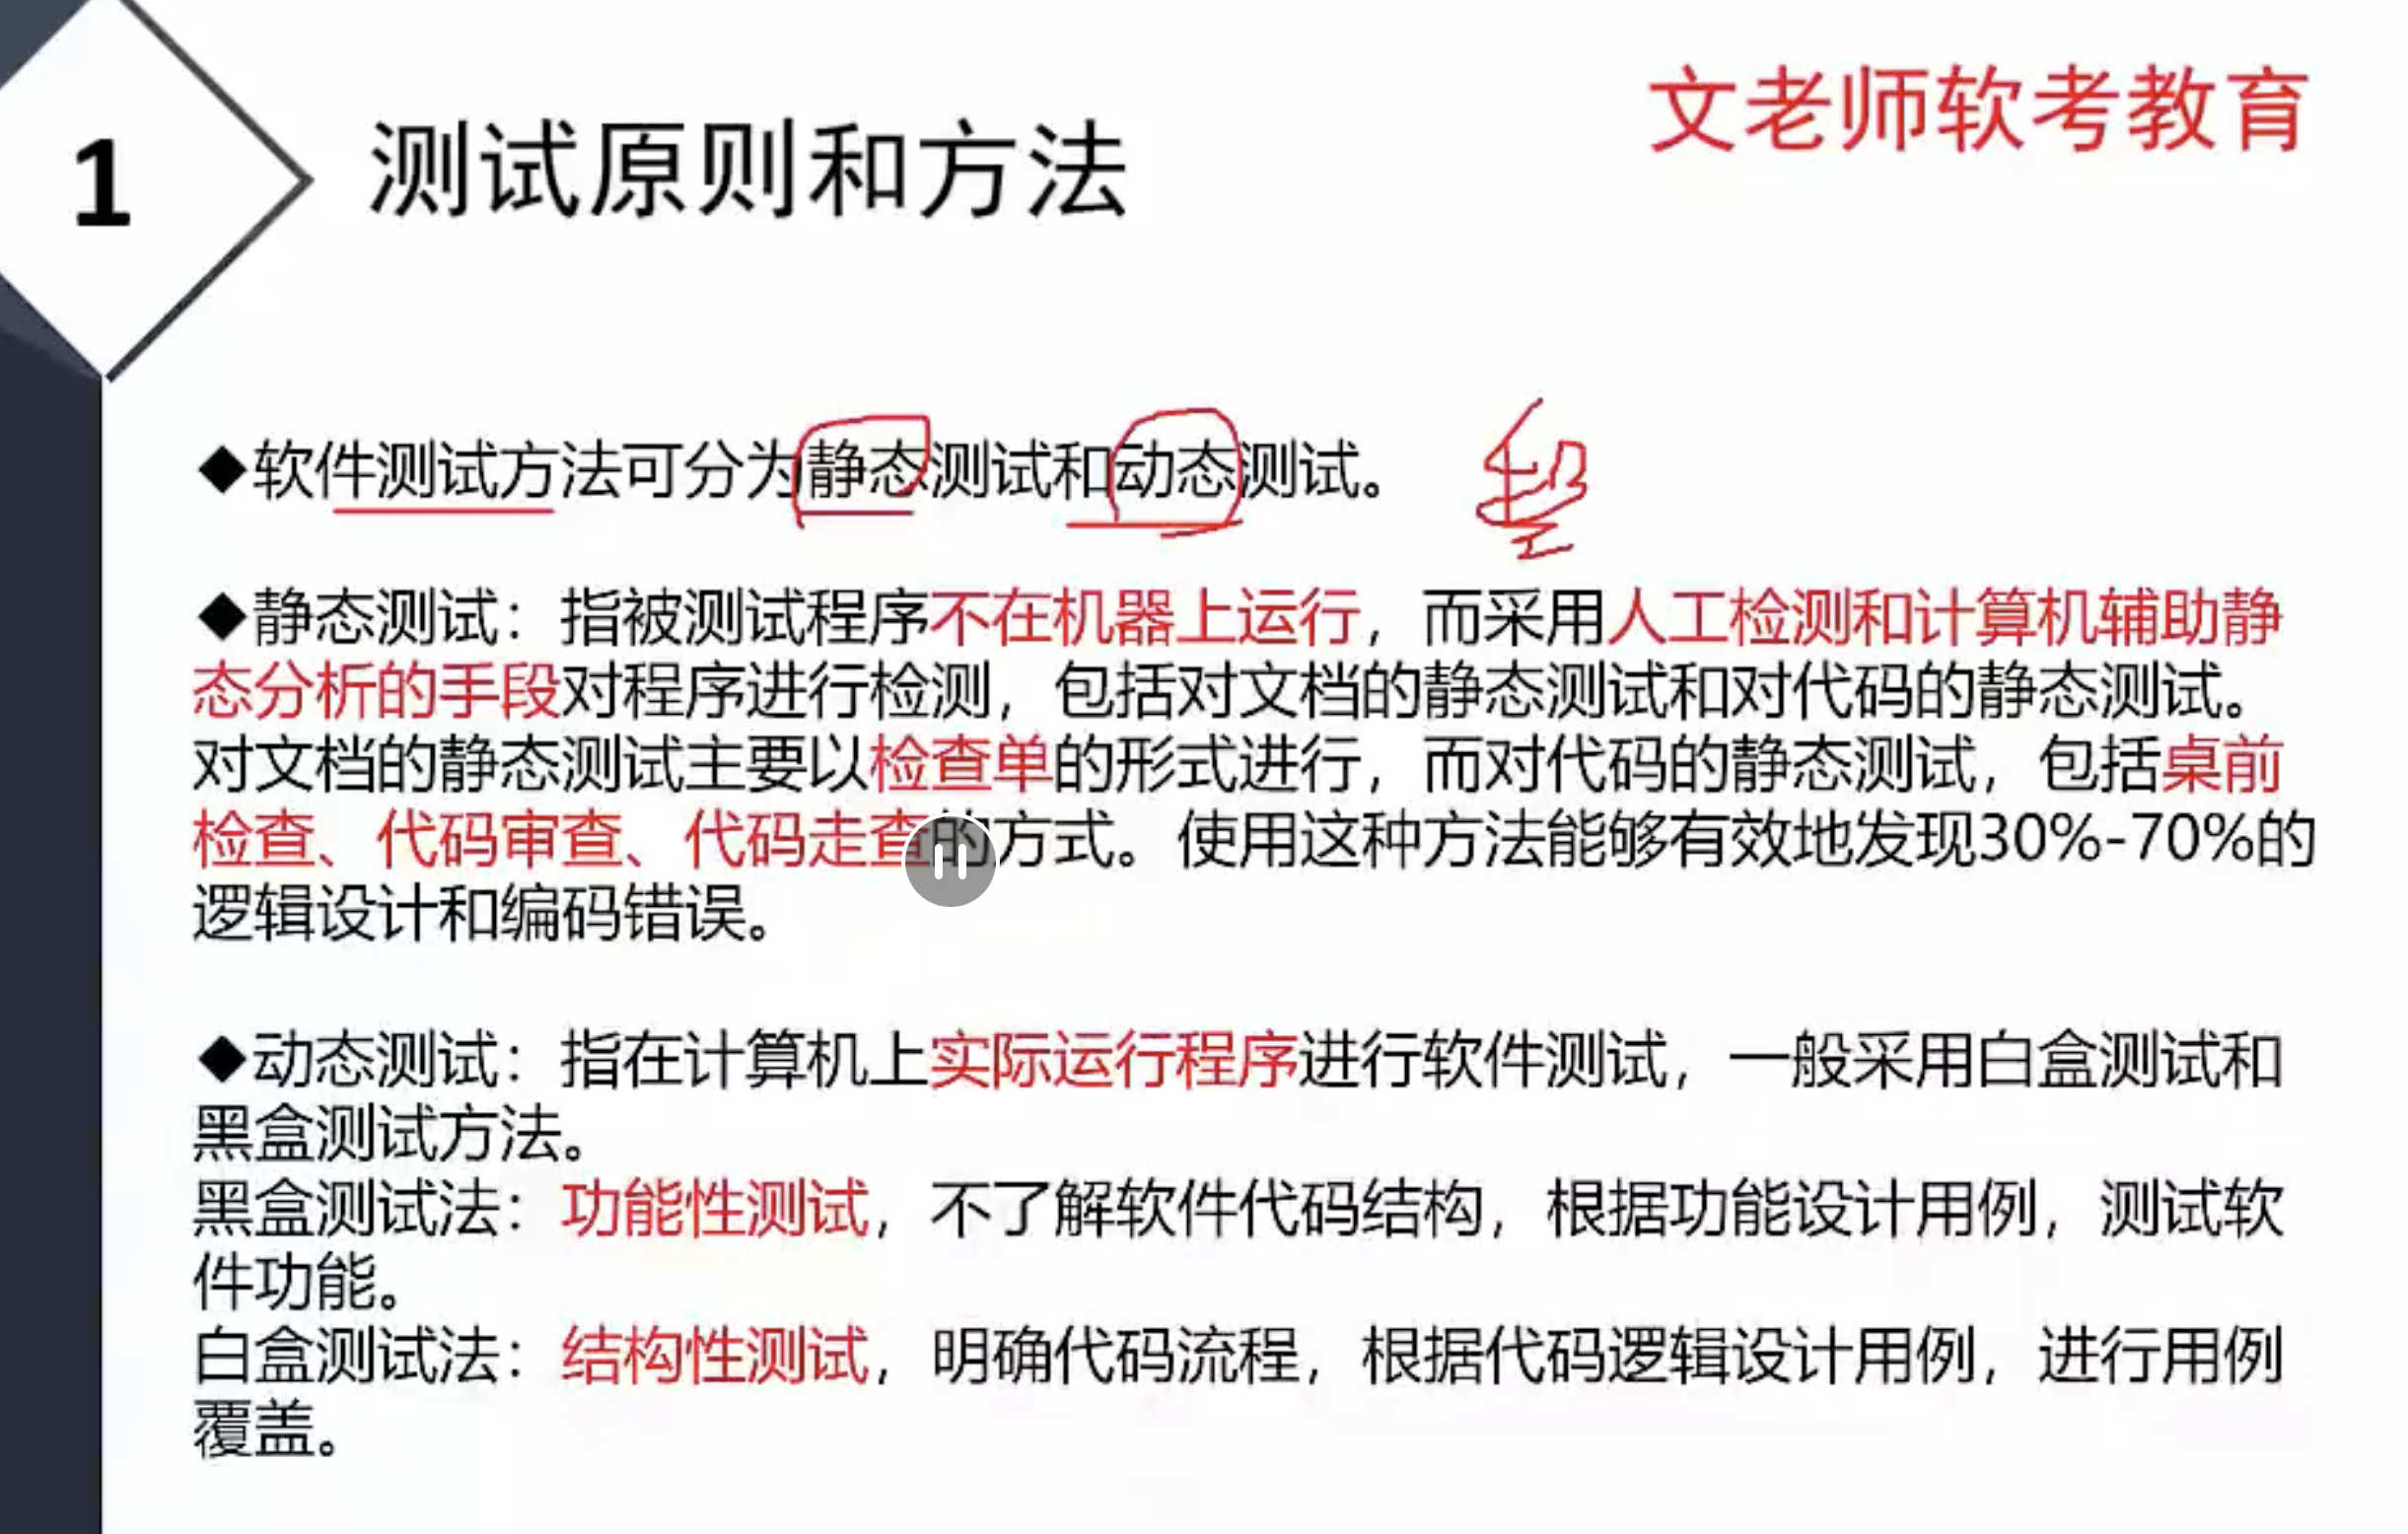 文老师软考教育
1
测试原则和方法
◆软件测试方法可分为静态测试和动态测试。
◆静态测试：指被测试程序不在机器上运行，而采用人工检测和计算机辅助静
态分析的手段对程序进行检测，包括对文档的静态测试和对代码的静态测试。
对文档的静态测试主要以检查单的形式进行，而对代码的静态测试，包括桌前
检查、代码审查、代码走查的方式。使用这种方法能够有效地发现30%-70%的
逻辑设计和编码错误。
◆动态测试：指在计算机上实际运行程序进行软件测试，一般采用白盒测试和
黑盒测试方法。
黑盒测试法：功能性测试，不了解软件代码结构，根据功能设计用例，测试软
件功能。
白盒测试法：结构性测试，明确代码流程，根据代码逻辑设计用例，进行用例
覆盖。